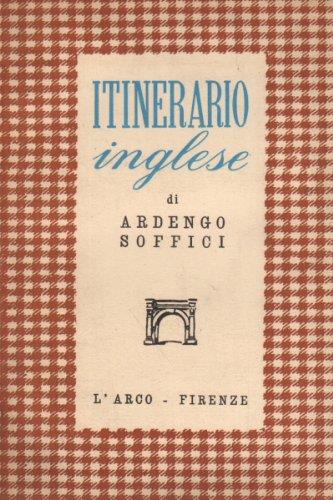 ITINERARIO
inglese
di
ARDENGO
SOFFICI
L'ARCO - FIRENZE